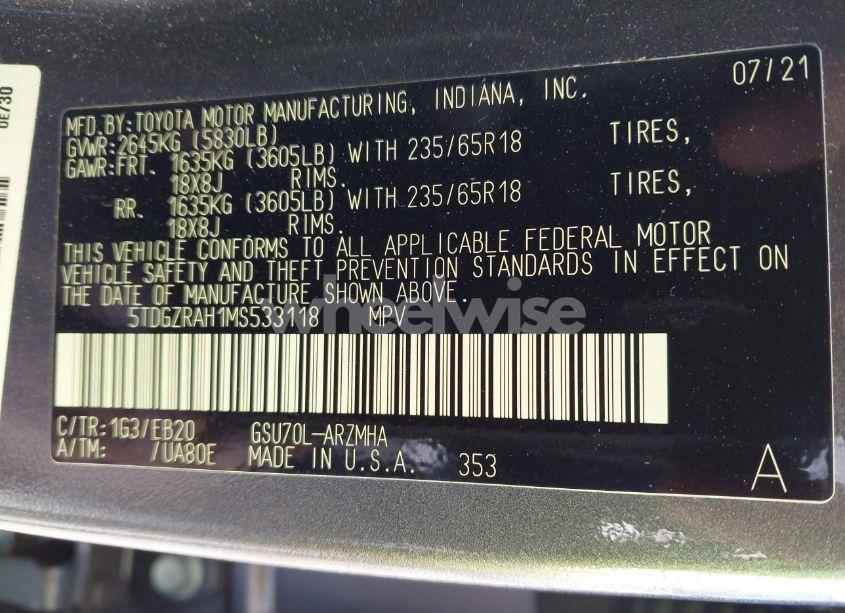 0E730
07/21
MFD.BY:TOYOTA MOTOR MANUFACTURING, INDIANA, INC.
GVWR:2645KG (5830LB)
GAWR:FRT. 1635KG (3605LB) WITH 235/65R18 TIRES,
18X8J RIMS.
RR. 1635KG (3605LB) WITH 235/65R18 TIRES,
18X8J RIMS.
THIS VEHICLE CONFORMS TO ALL APPLICABLE FEDERAL MOTOR
VEHICLE SAFETY AND THEFT PREVENTION STANDARDS IN EFFECT ON
THE DATE OF MANUFACTURE SHOWN ABOVE.
5TDGZRAH1MS533118 MPV
wheelwise
C/TR:1G3/EB20 GSU70L-ARZMHA
A/TM: /UA80E MADE IN U.S.A. 353
A